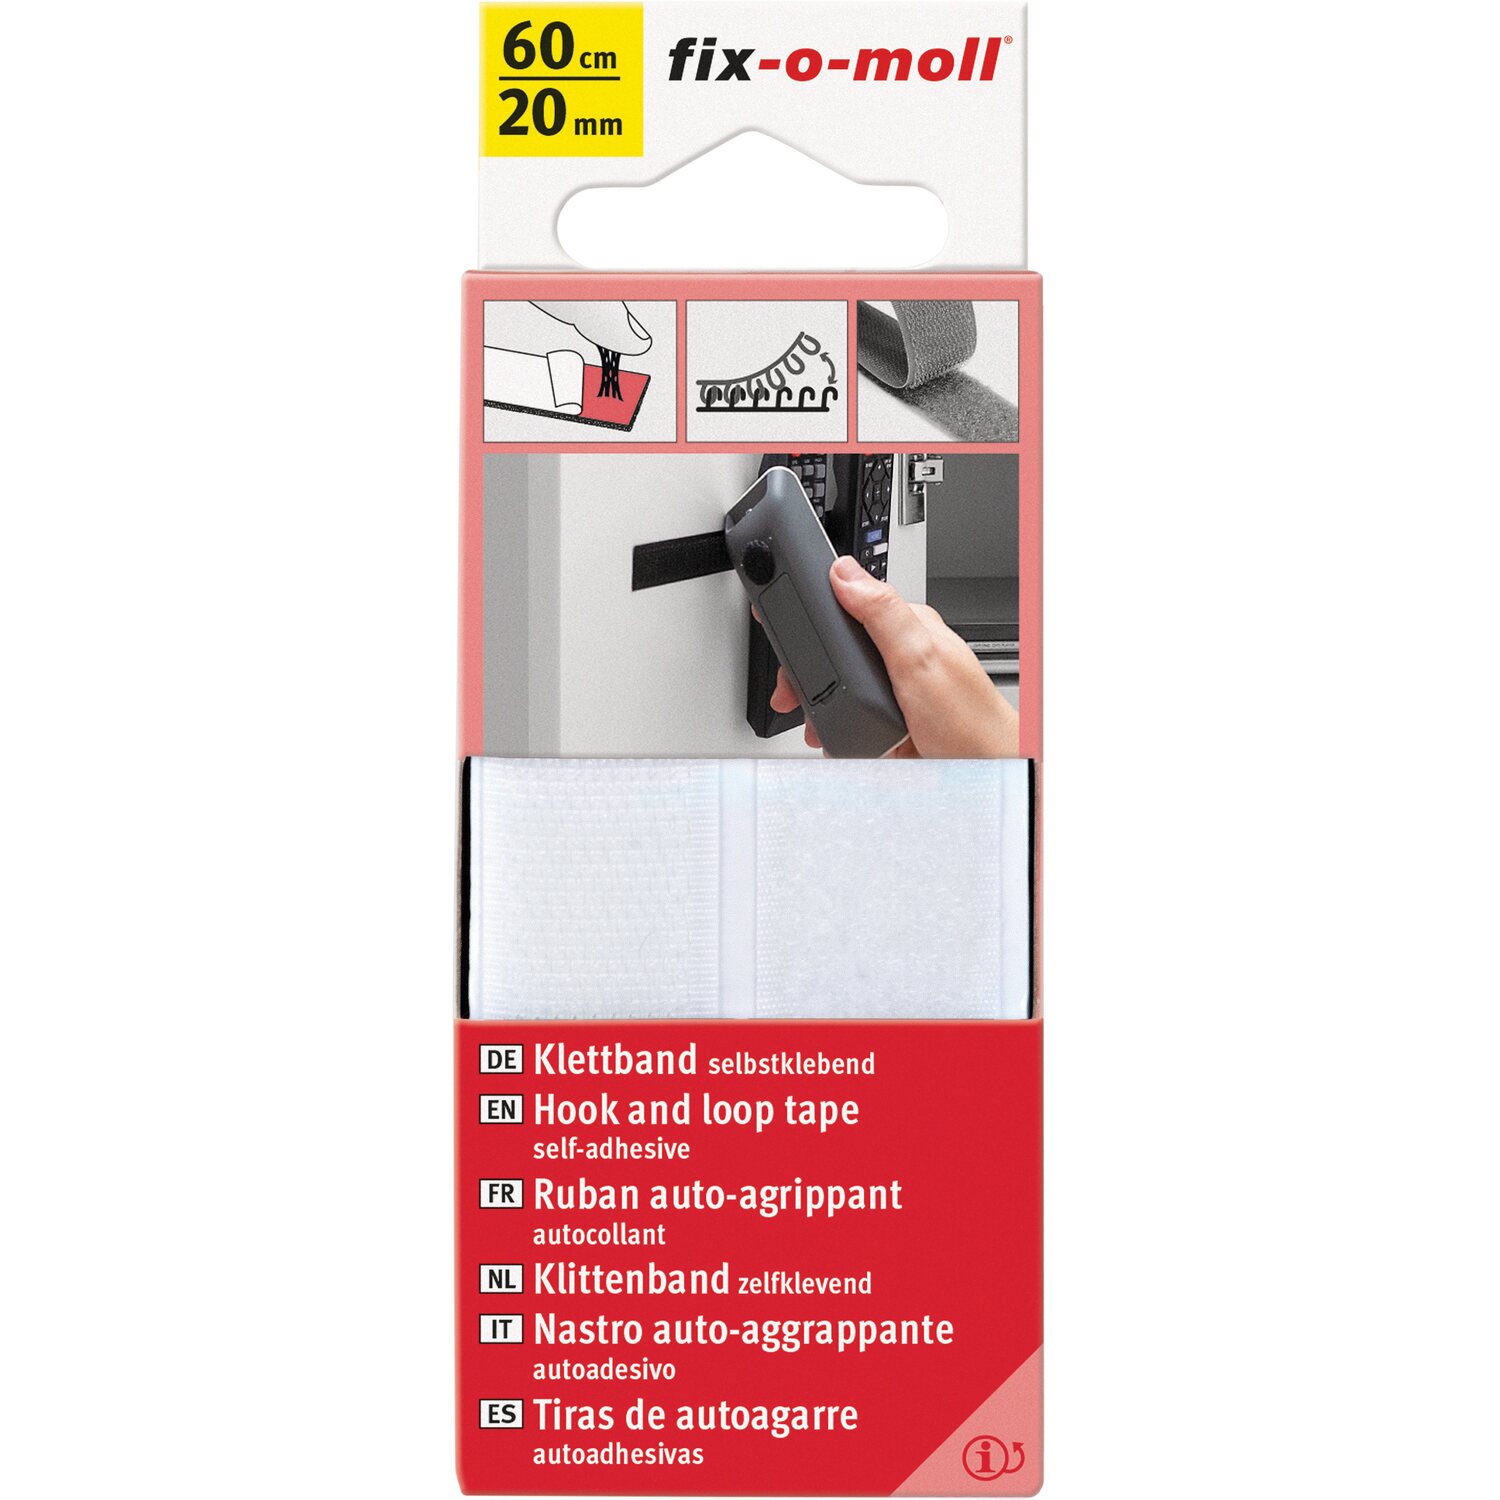 60 cm
20 mm
fix-o-moll®
DE Klettband selbstklebend
EN Hook and loop tape
self-adhesive
FR Ruban auto-agrippant
autocollant
NL Klittenband zelfklevend
IT Nastro auto-aggrappante
autoadesivo
ES Tiras de autoagarre
autoadhesivas
i